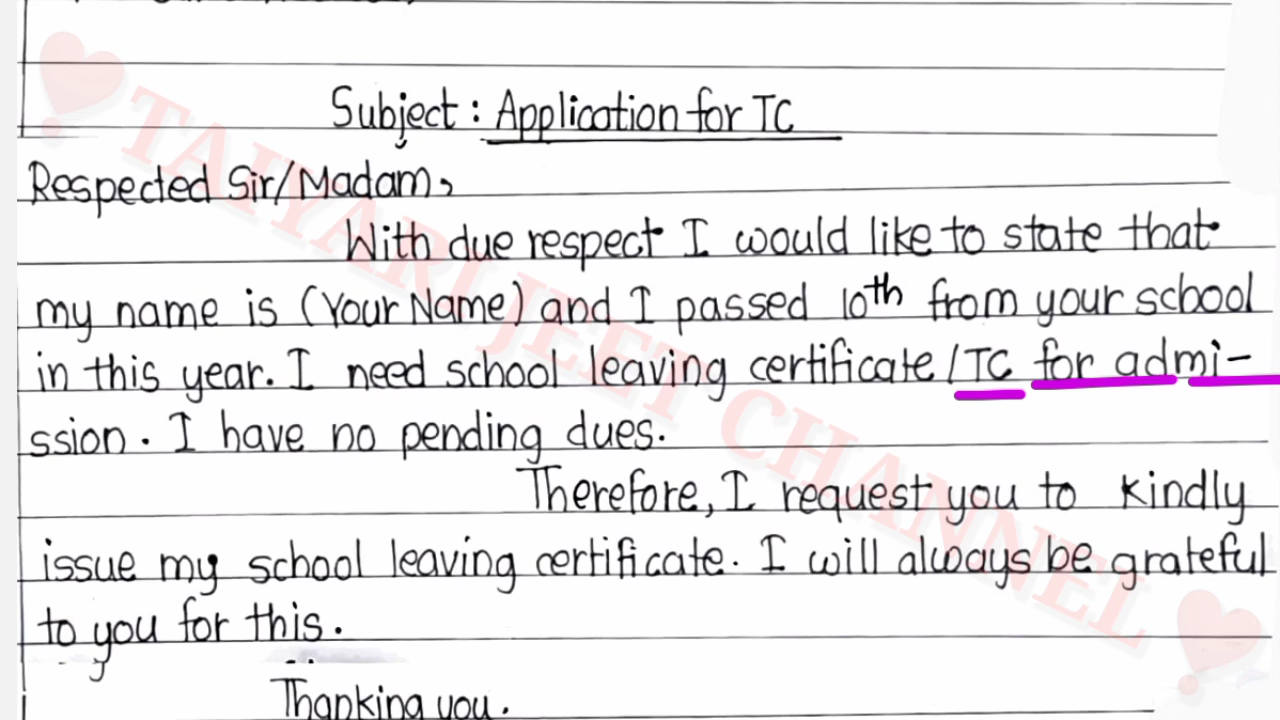 Subject : Application for TC
Respected Sir/Madam,
With due respect I would like to state that
my name is (Your Name) and I passed 10th from your school
in this year. I need school leaving certificate /TC for admi-
ssion. I have no pending dues.
Therefore, I request you to kindly
issue my school leaving certificate. I will always be grateful
to you for this.
Thanking you.
TAIYARI JEET CHANNEL